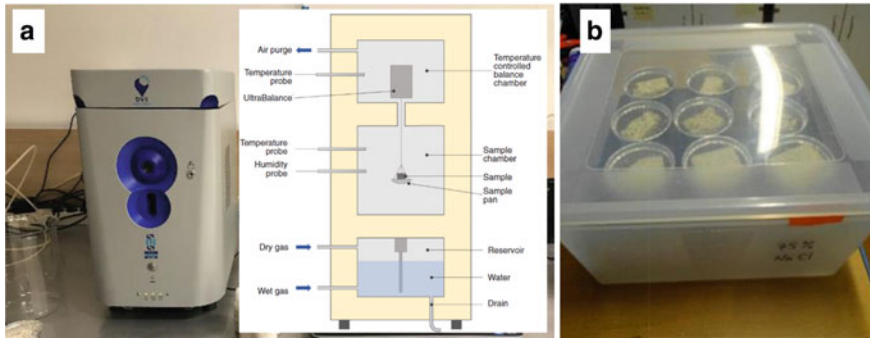 a
b
DVS
Air purge
Temperature
probe
UltraBalance
Temperature
controlled
balance
chamber
Temperature
probe
Humidity
probe
Sample
chamber
Sample
Sample
pan
Dry gas
Wet gas
Reservoir
Water
Drain
75%
NaCl